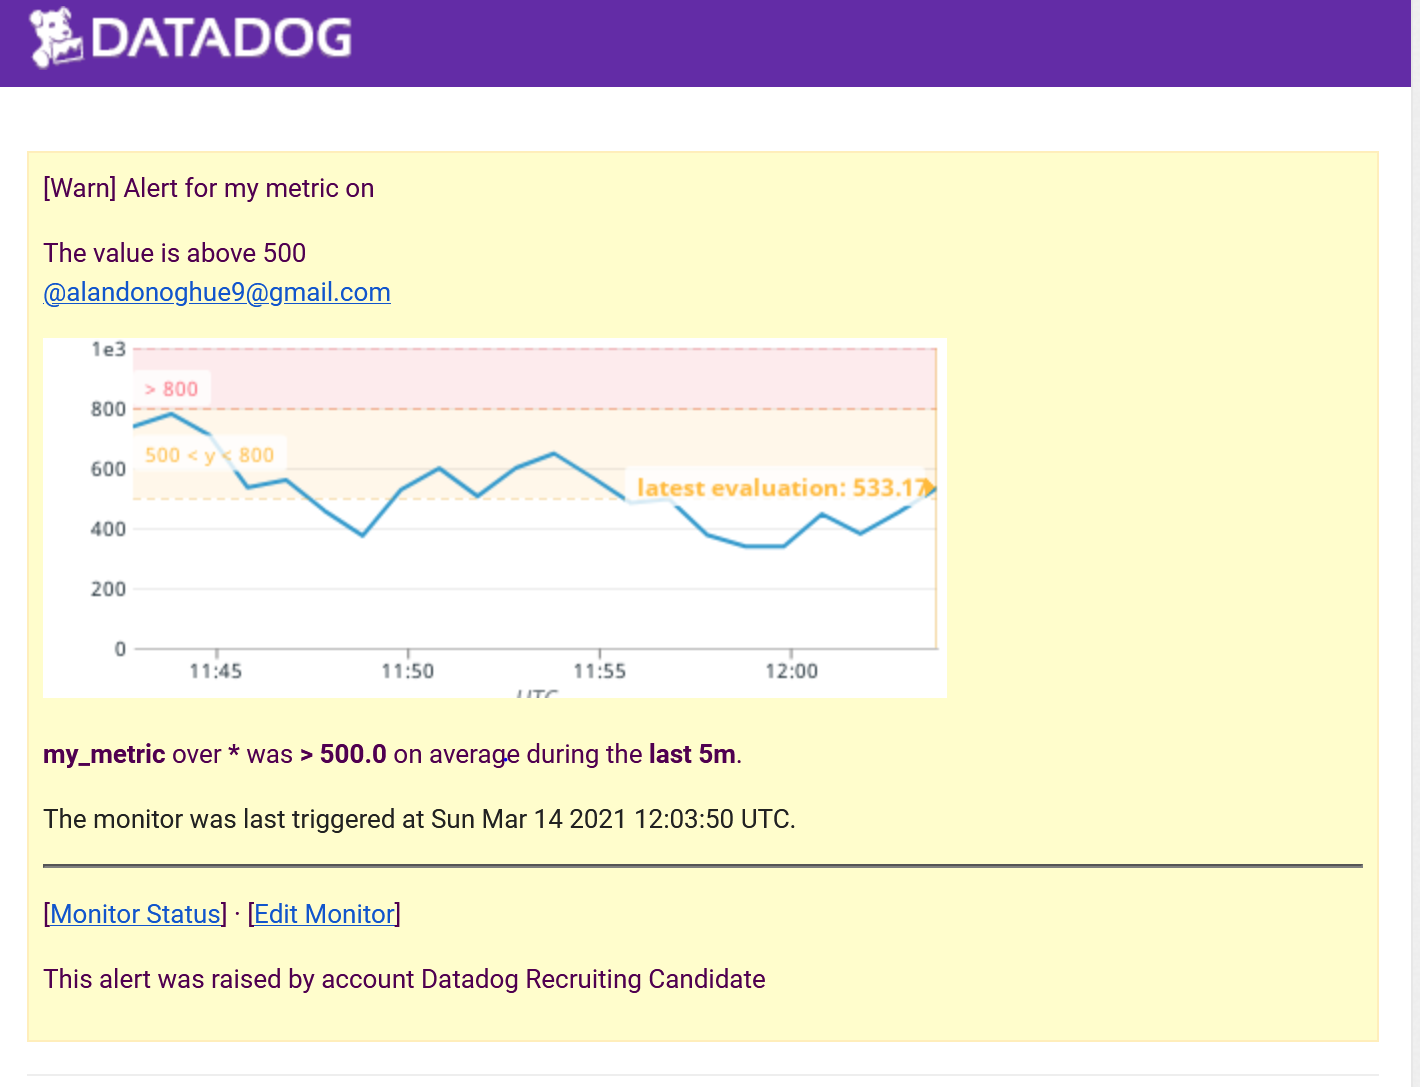 DATADOG
[Warn] Alert for my metric on
The value is above 500
@alandonoghue9@gmail.com
1e3
> 800
800
500 < y < 800
600
latest evaluation: 533.17
400
200
0
11:45 11:50 11:55 12:00
UTC
my_metric over * was > 500.0 on average during the last 5m.
The monitor was last triggered at Sun Mar 14 2021 12:03:50 UTC.
[Monitor Status] · [Edit Monitor]
This alert was raised by account Datadog Recruiting Candidate